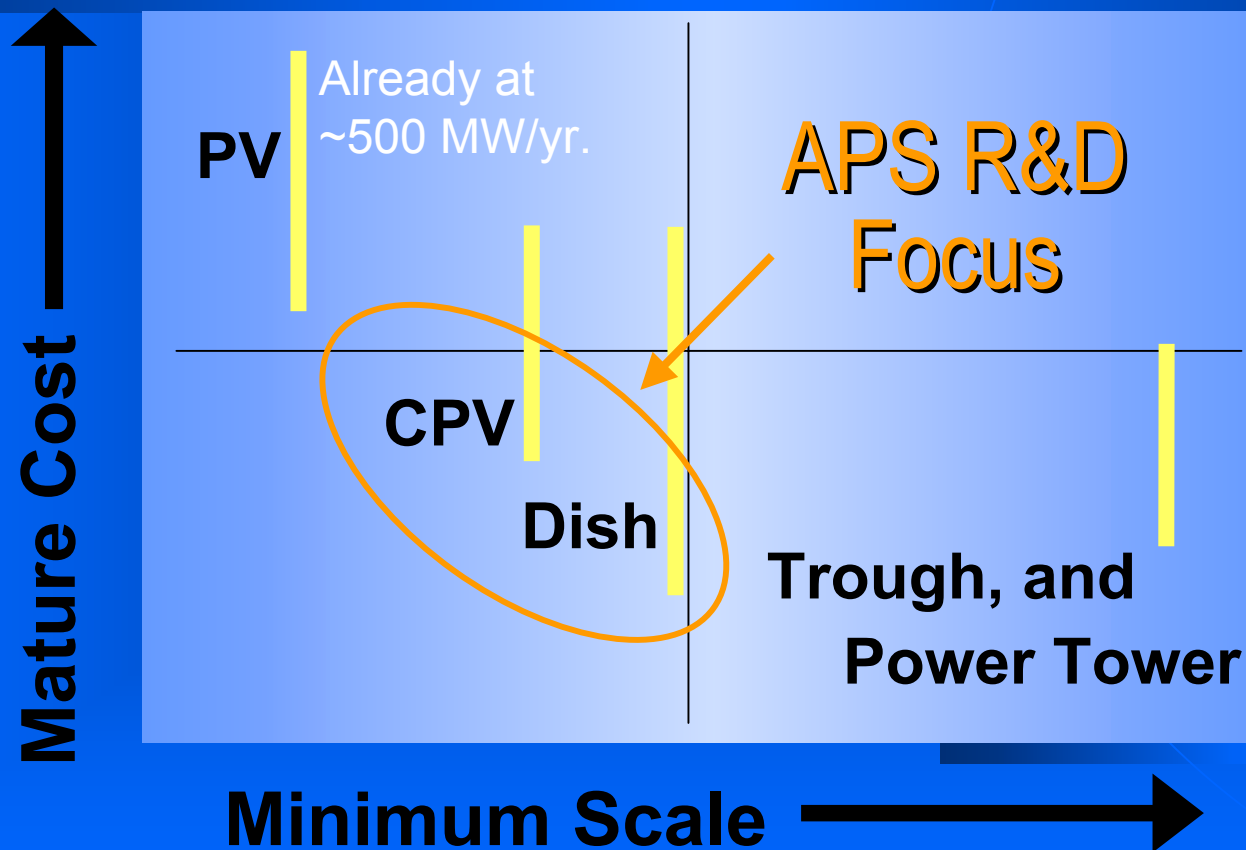 Already at
~500 MW/yr.
PV
APS R&D
Focus
CPV
Dish
Trough, and
Power Tower
Mature Cost
Minimum Scale